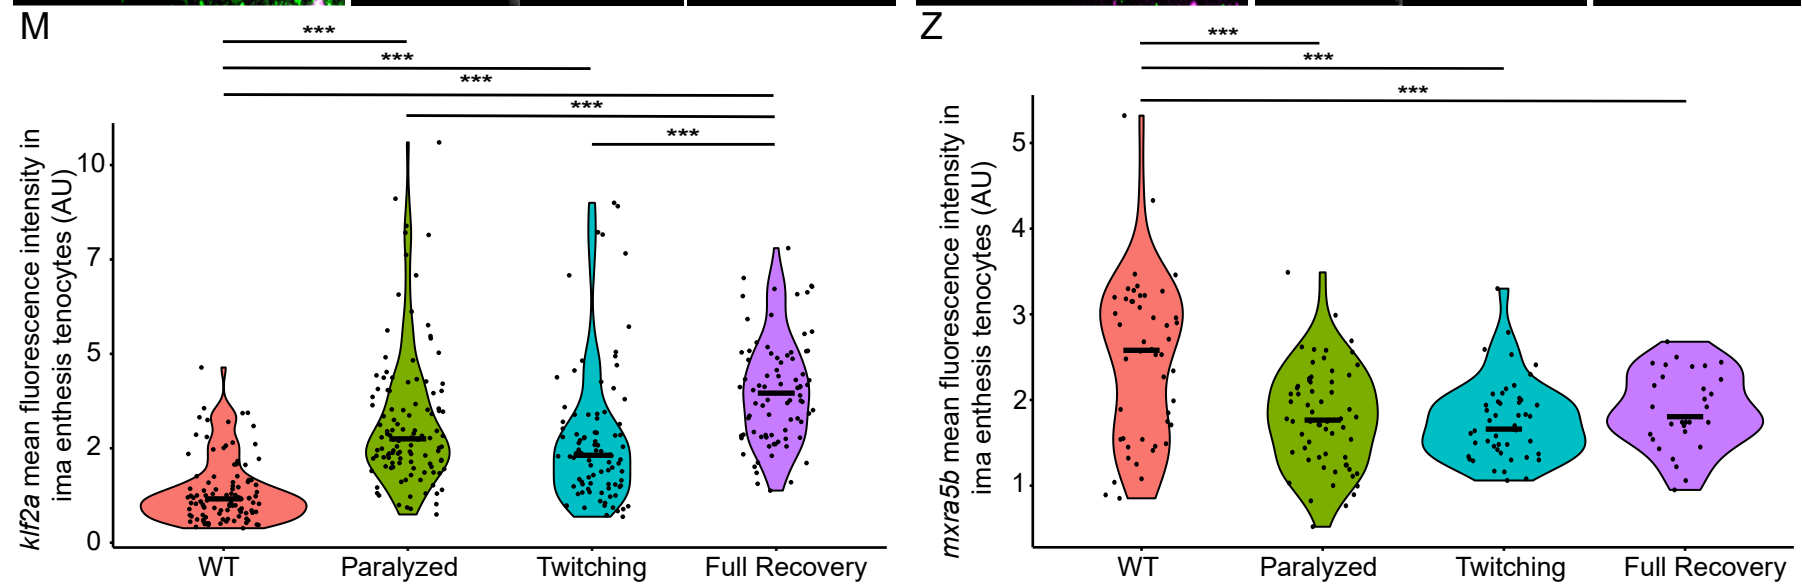 M
***
***
***
***
***
klf2a mean fluorescence intensity in
ima enthesis tenocytes (AU)
10
7
5
2
0
WT Paralyzed Twitching Full Recovery
Z
***
***
***
mxra5b mean fluorescence intensity in
ima enthesis tenocytes (AU)
5
4
3
2
1
WT Paralyzed Twitching Full Recovery